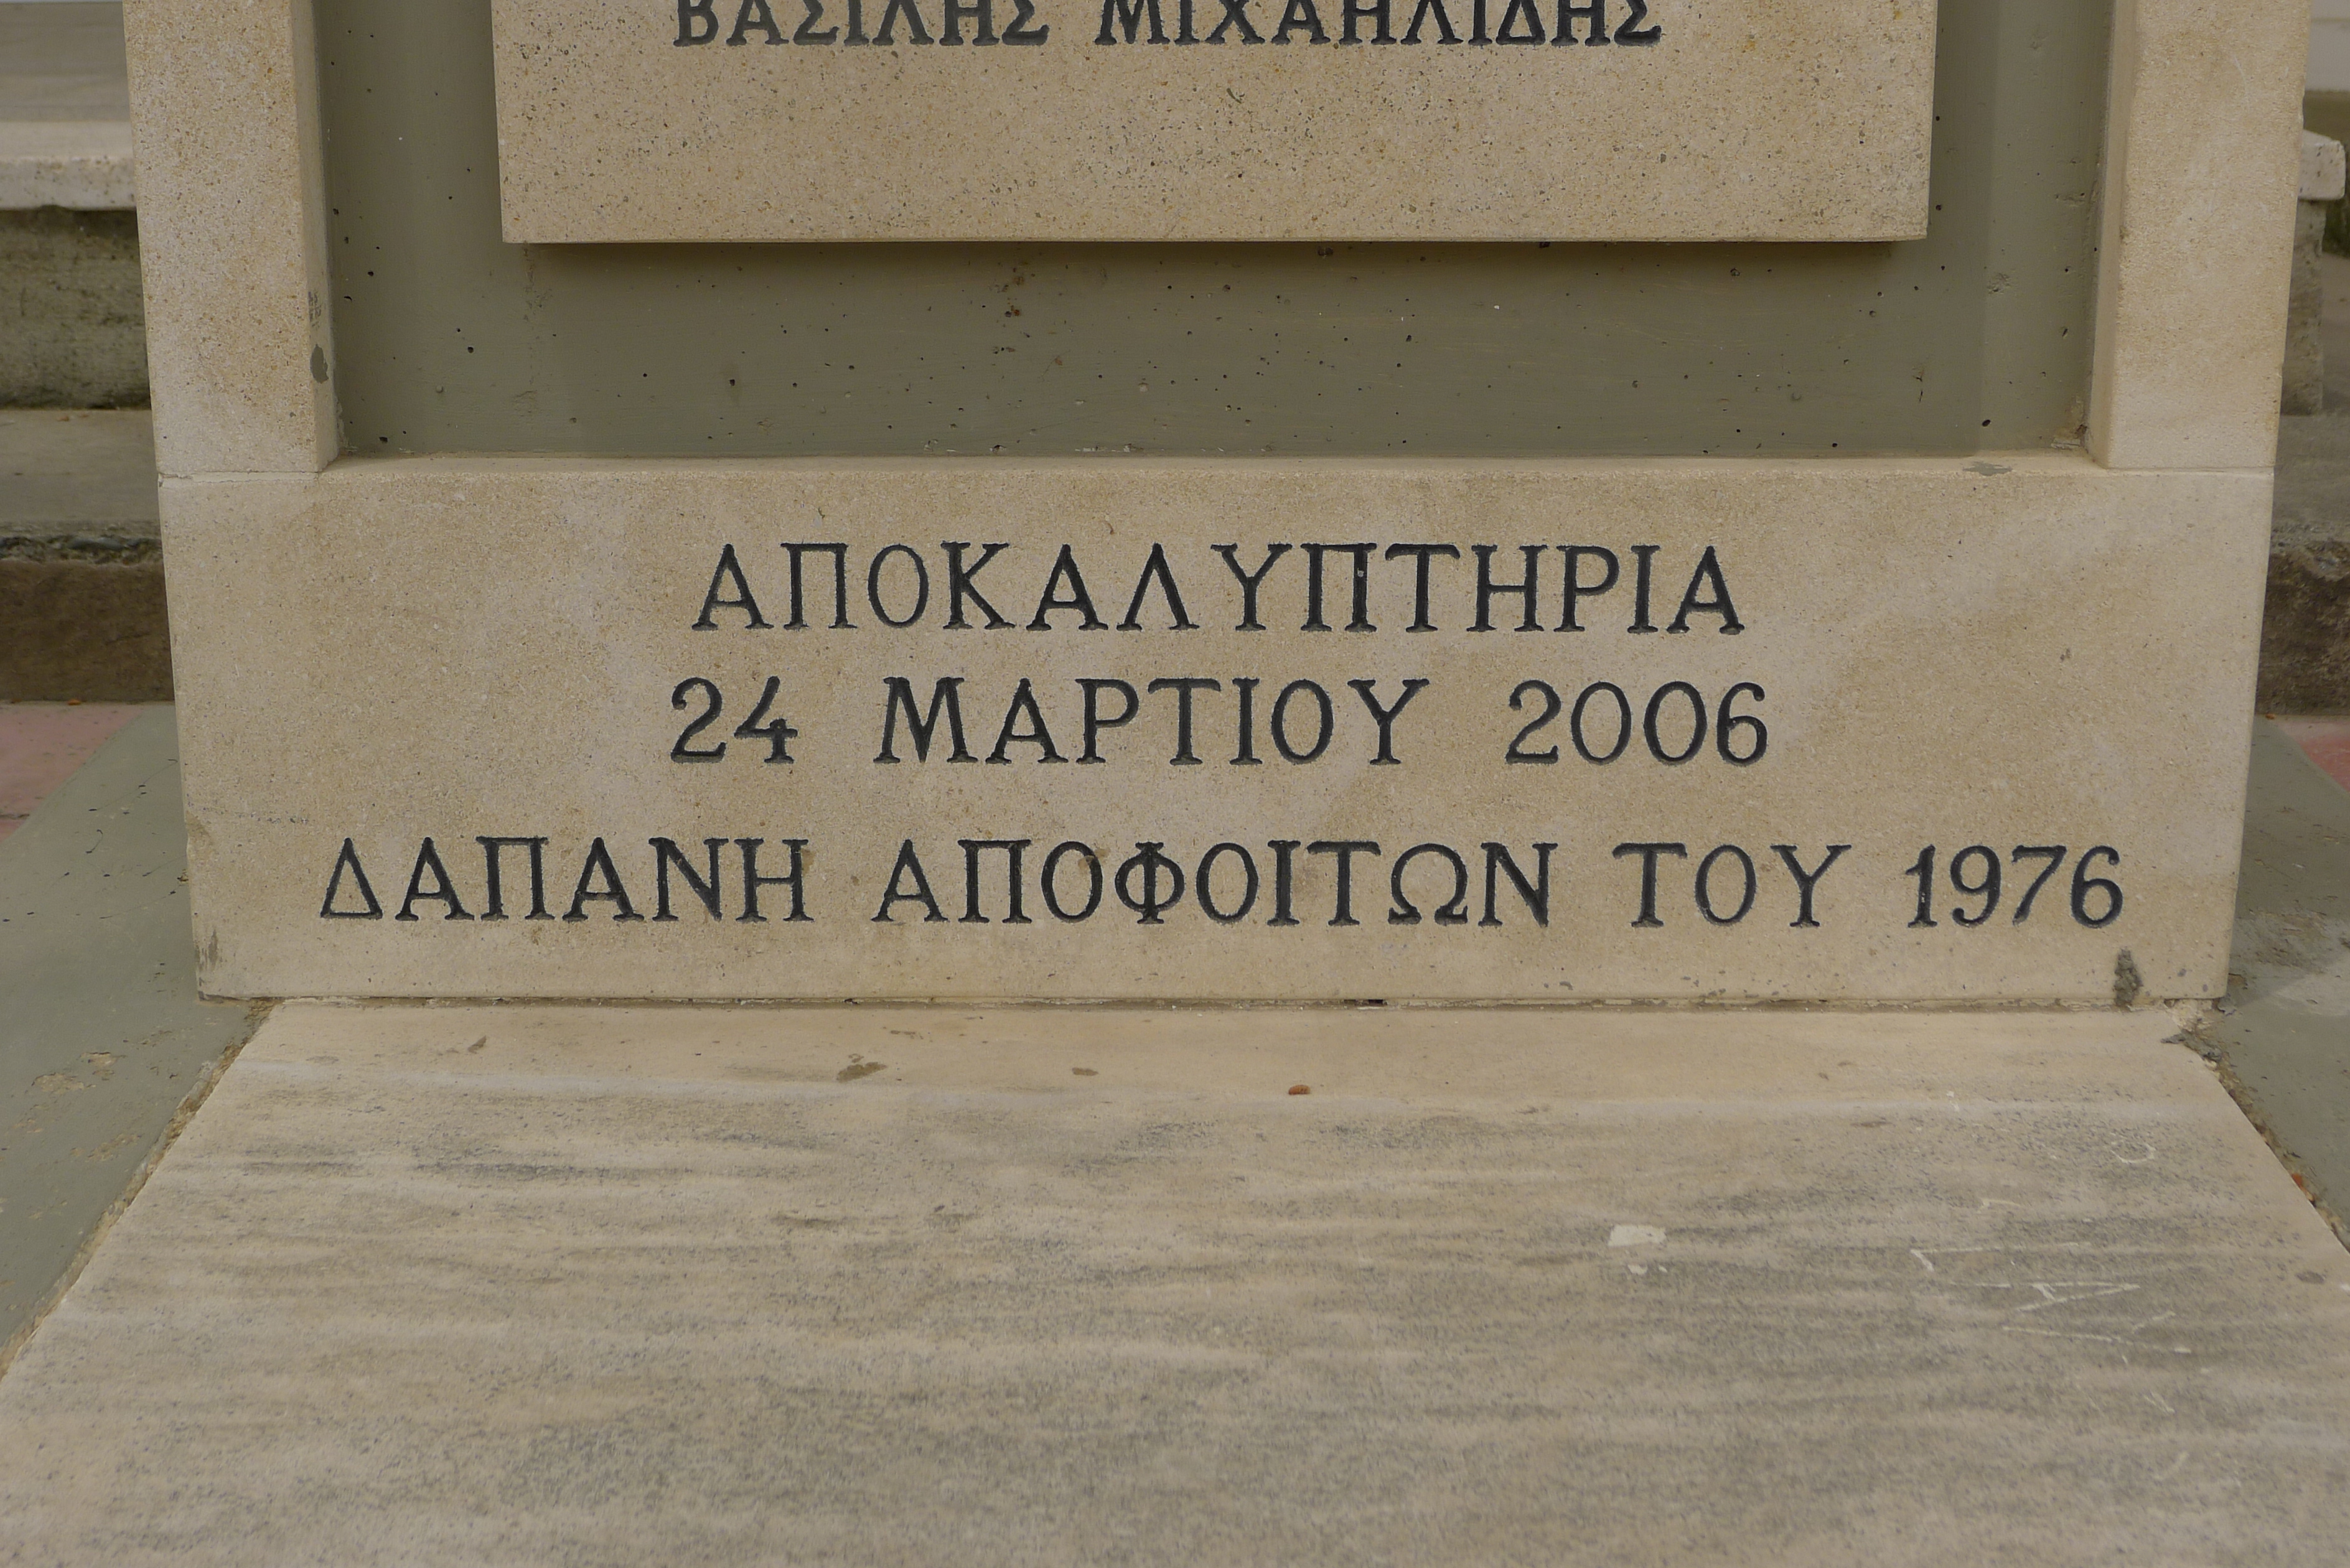 ΒΑΣΙΛΗΣ ΜΙΧΑΗΛΙΔΗΣ
ΑΠΟΚΑΛΥΠΤΗΡΙΑ
24 ΜΑΡΤΙΟΥ 2006
ΔΑΠΑΝΗ ΑΠΟΦΟΙΤΩΝ ΤΟΥ 1976